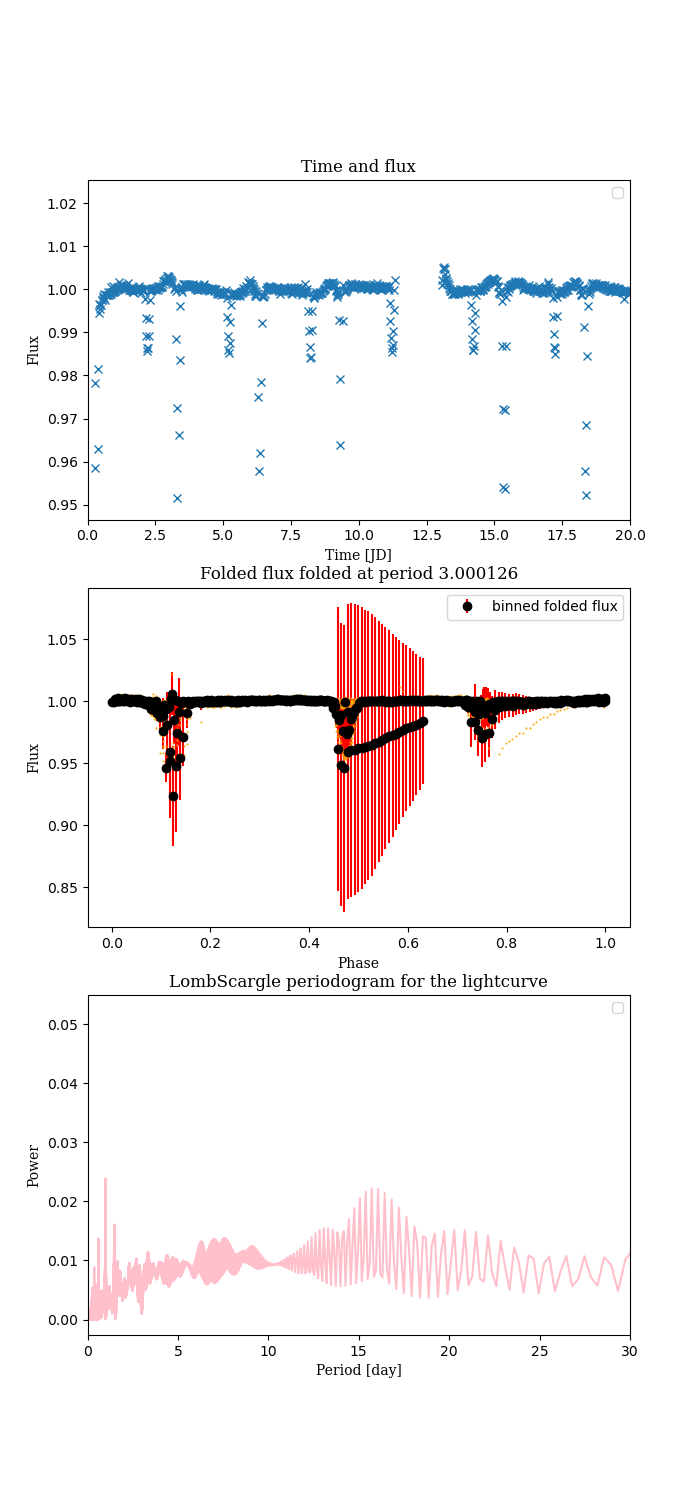 Time and flux
1.02
1.01
1.00
0.99
0.98
0.97
0.96
0.95
Flux
0.0 2.5 5.0 7.5 10.0 12.5 15.0 17.5 20.0
Time [JD]
Folded flux folded at period 3.000126
binned folded flux
1.05
1.00
0.95
0.90
0.85
Flux
0.0 0.2 0.4 0.6 0.8 1.0
Phase
LombScargle periodogram for the lightcurve
0.05
0.04
0.03
0.02
0.01
0.00
Power
0 5 10 15 20 25 30
Period [day]